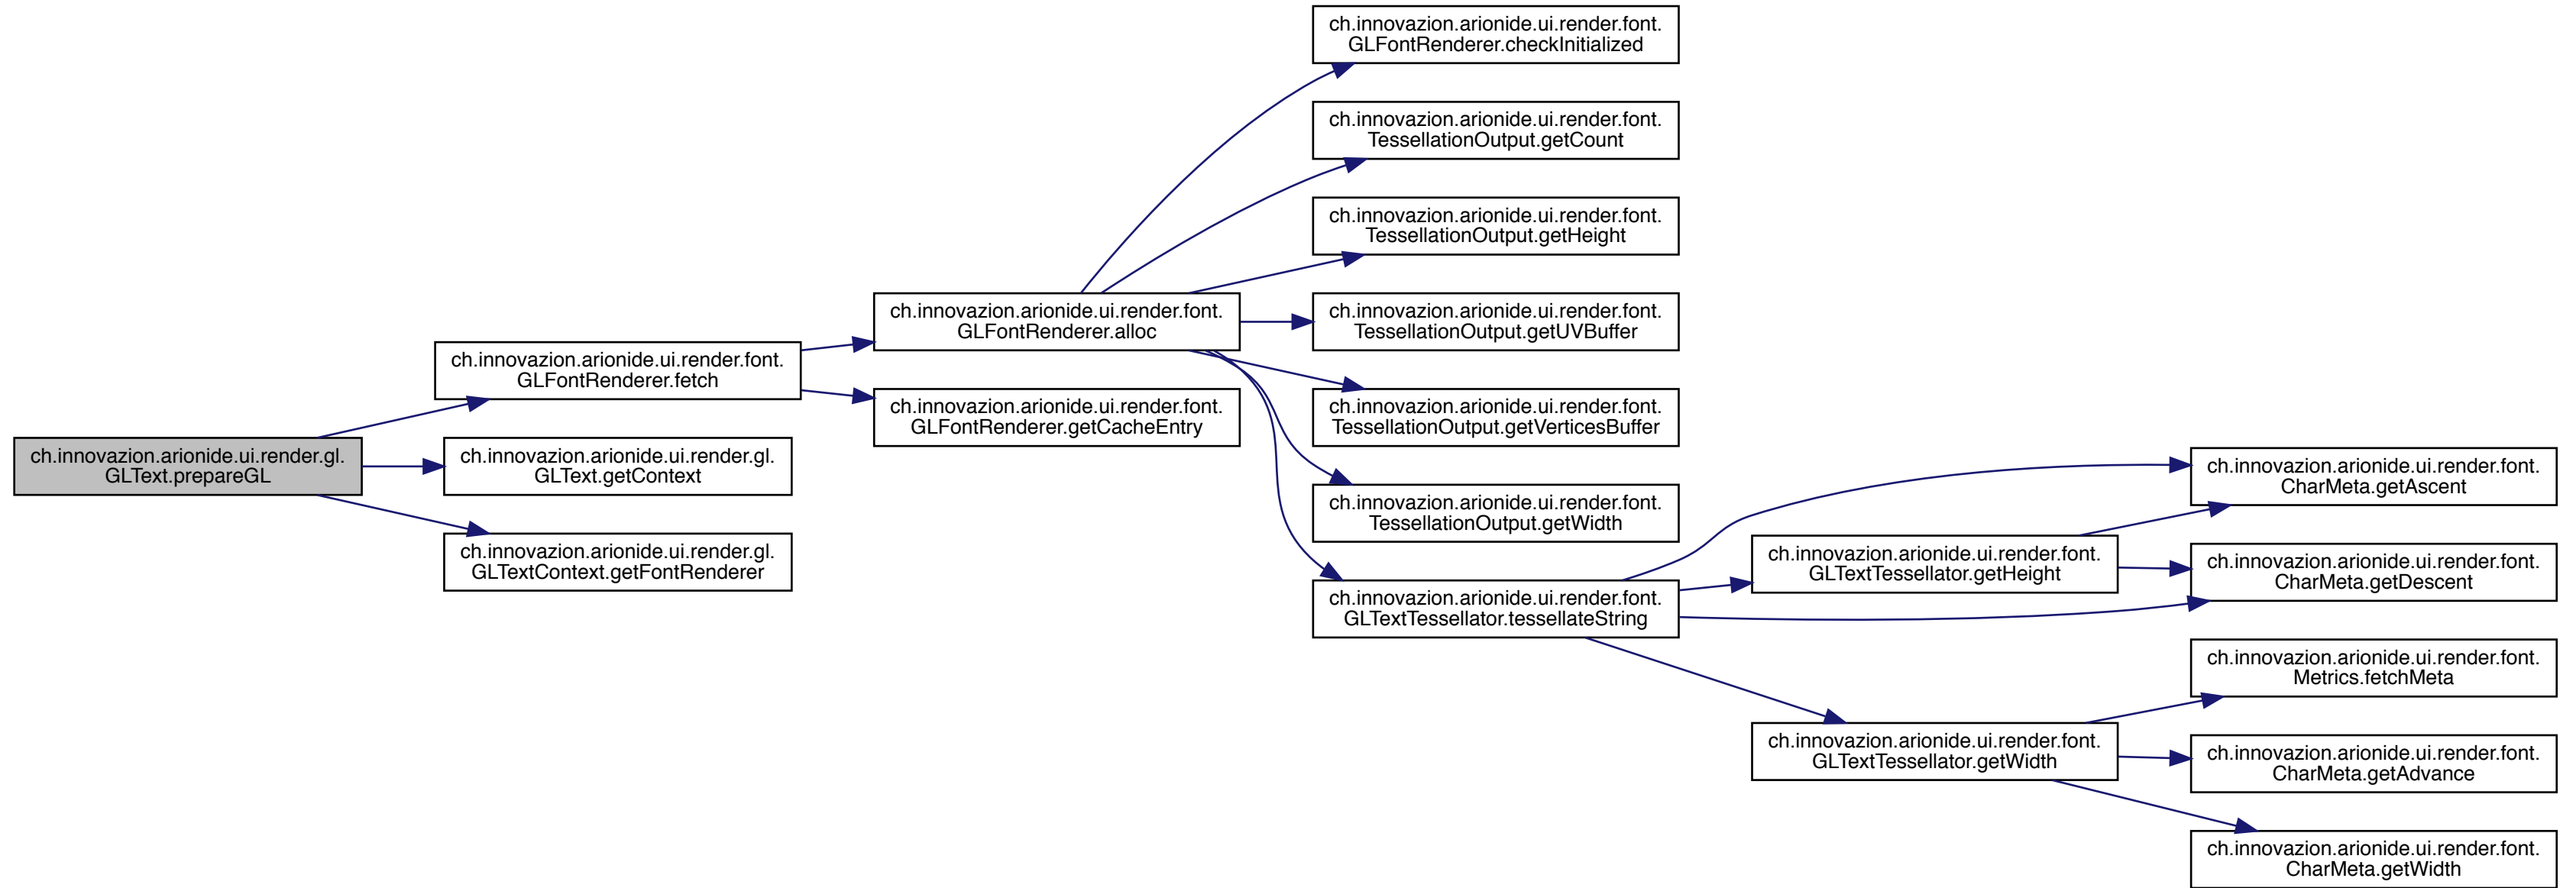 ch.innovazion.arionide.ui.render.gl.
GLText.prepareGL
ch.innovazion.arionide.ui.render.font.
GLFontRenderer.fetch
ch.innovazion.arionide.ui.render.gl.
GLText.getContext
ch.innovazion.arionide.ui.render.gl.
GLTextContext.getFontRenderer
ch.innovazion.arionide.ui.render.font.
GLFontRenderer.alloc
ch.innovazion.arionide.ui.render.font.
GLFontRenderer.getCacheEntry
ch.innovazion.arionide.ui.render.font.
GLFontRenderer.checkInitialized
ch.innovazion.arionide.ui.render.font.
TessellationOutput.getCount
ch.innovazion.arionide.ui.render.font.
TessellationOutput.getHeight
ch.innovazion.arionide.ui.render.font.
TessellationOutput.getUVBuffer
ch.innovazion.arionide.ui.render.font.
TessellationOutput.getVerticesBuffer
ch.innovazion.arionide.ui.render.font.
TessellationOutput.getWidth
ch.innovazion.arionide.ui.render.font.
GLTextTessellator.tessellateString
ch.innovazion.arionide.ui.render.font.
GLTextTessellator.getHeight
ch.innovazion.arionide.ui.render.font.
GLTextTessellator.getWidth
ch.innovazion.arionide.ui.render.font.
CharMeta.getAscent
ch.innovazion.arionide.ui.render.font.
CharMeta.getDescent
ch.innovazion.arionide.ui.render.font.
Metrics.fetchMeta
ch.innovazion.arionide.ui.render.font.
CharMeta.getAdvance
ch.innovazion.arionide.ui.render.font.
CharMeta.getWidth